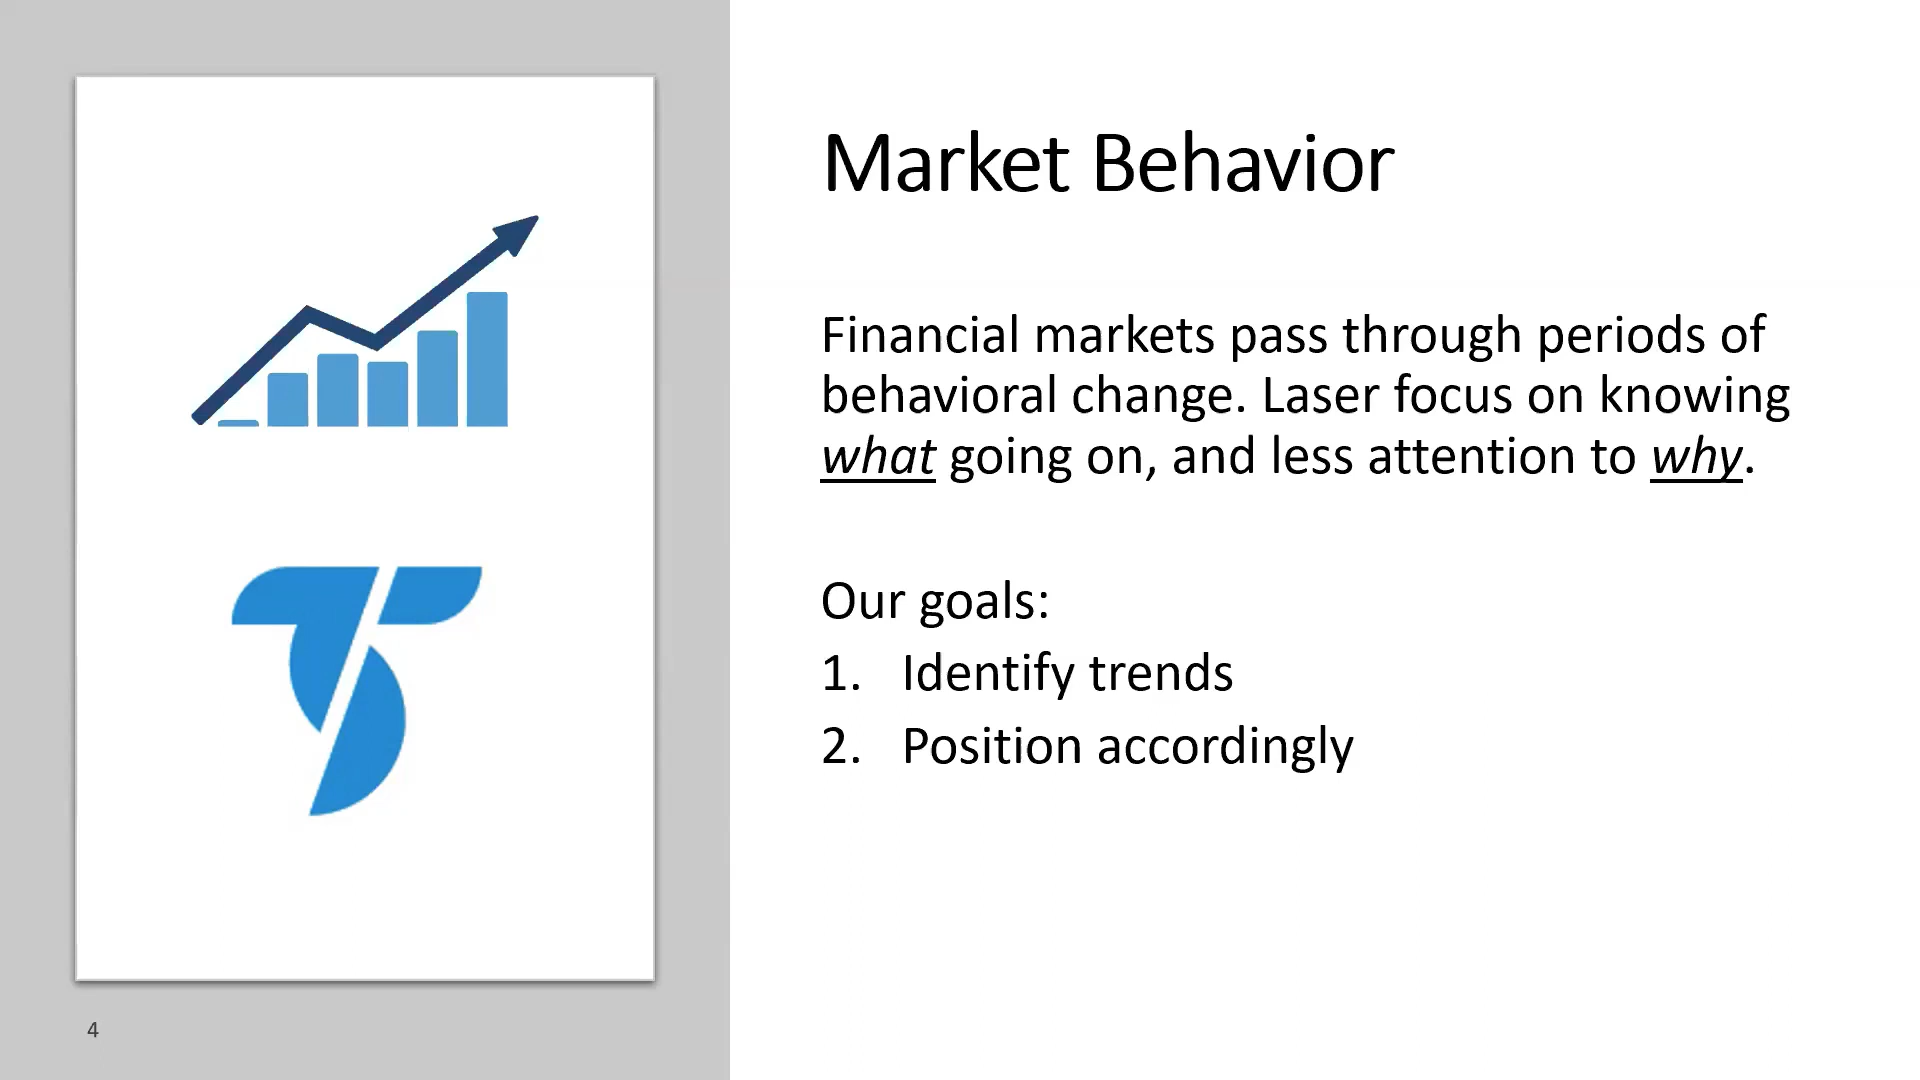 Market Behavior
Financial markets pass through periods of
behavioral change. Laser focus on knowing
what going on, and less attention to why.
Our goals:
1. Identify trends
2. Position accordingly
4